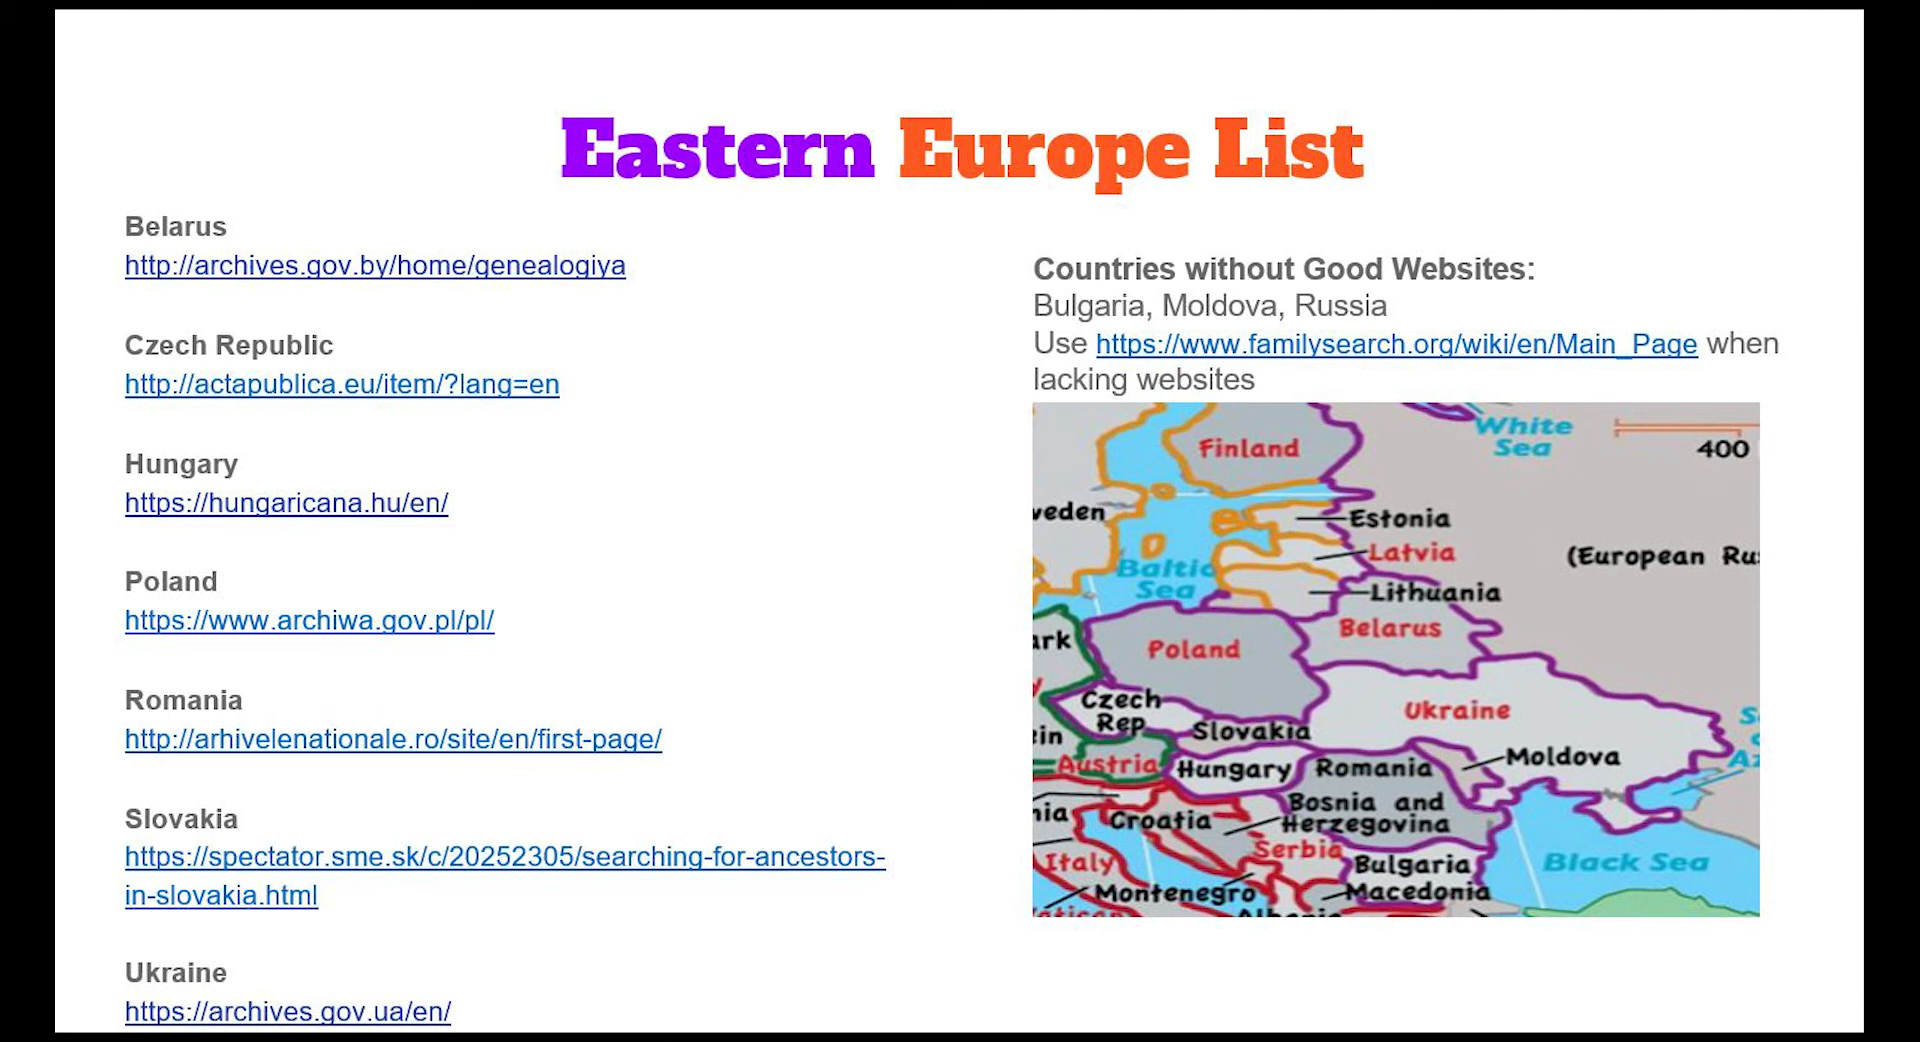 Eastern Europe List
Belarus
http://archives.gov.by/home/genealogiya
Czech Republic
http://actapublica.eu/item/?lang=en
Hungary
https://hungaricana.hu/en/
Poland
https://www.archiwa.gov.pl/pl/
Romania
http://arhivelenationale.ro/site/en/first-page/
Slovakia
https://spectator.sme.sk/c/20252305/searching-for-ancestors-
in-slovakia.html
Ukraine
https://archives.gov.ua/en/
Countries without Good Websites:
Bulgaria, Moldova, Russia
Use https://www.familysearch.org/wiki/en/Main_Page when
lacking websites
White
Sea
400
Finland
Estonia
Latvia
(European
Baltic
Sea
Lithuania
Belarus
Poland
Czech
Rep.
Slovakia
Ukraine
Moldova
Austria
Hungary
Romania
Bosnia and
Herzegovina
Croatia
Serbia
Italy
Bulgaria
Black Sea
Montenegro
Macedonia